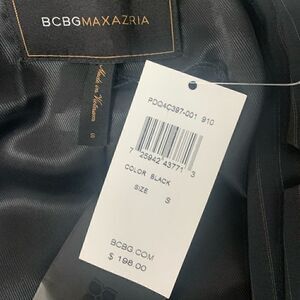 BCBGMAXAZRIA
Made in Vietnam
S
PDQ4C397-001 910
7 25942 43771 3
COLOR BLACK
SIZE S
BCBG.COM
$ 198.00